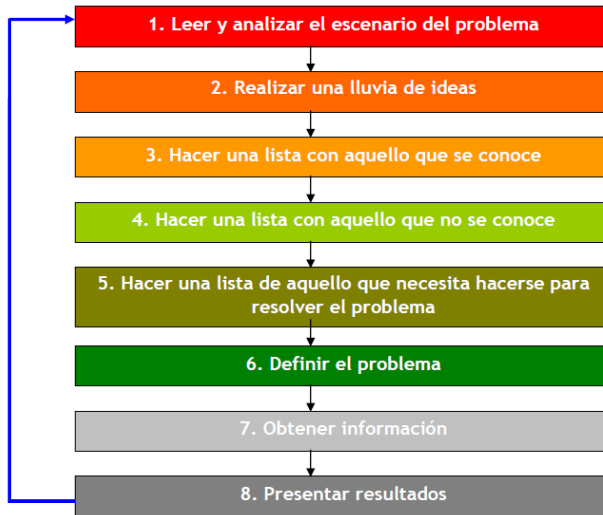 1. Leer y analizar el escenario del problema
2. Realizar una lluvia de ideas
3. Hacer una lista con aquello que se conoce
4. Hacer una lista con aquello que no se conoce
5. Hacer una lista de aquello que necesita hacerse para
resolver el problema
6. Definir el problema
7. Obtener información
8. Presentar resultados